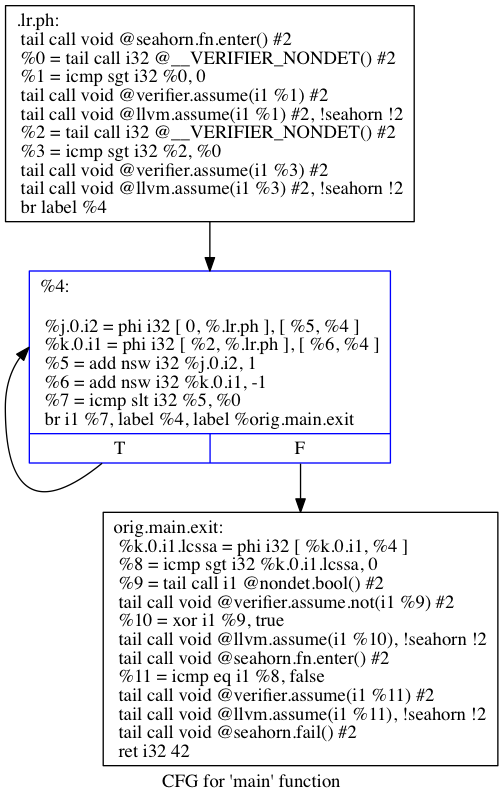 .lr.ph:
tail call void @seahorn.fn.enter() #2
%0 = tail call i32 @__VERIFIER_NONDET() #2
%1 = icmp sgt i32 %0, 0
tail call void @verifier.assume(i1 %1) #2
tail call void @llvm.assume(i1 %1) #2, !seahorn !2
%2 = tail call i32 @__VERIFIER_NONDET() #2
%3 = icmp sgt i32 %2, %0
tail call void @verifier.assume(i1 %3) #2
tail call void @llvm.assume(i1 %3) #2, !seahorn !2
br label %4
%4:
%j.0.i2 = phi i32 [ 0, %.lr.ph ], [ %5, %4 ]
%k.0.i1 = phi i32 [ %2, %.lr.ph ], [ %6, %4 ]
%5 = add nsw i32 %j.0.i2, 1
%6 = add nsw i32 %k.0.i1, -1
%7 = icmp slt i32 %5, %0
br i1 %7, label %4, label %orig.main.exit
T F
orig.main.exit:
%k.0.i1.lcssa = phi i32 [ %k.0.i1, %4 ]
%8 = icmp sgt i32 %k.0.i1.lcssa, 0
%9 = tail call i1 @nondet.bool() #2
tail call void @verifier.assume.not(i1 %9) #2
%10 = xor i1 %9, true
tail call void @llvm.assume(i1 %10), !seahorn !2
tail call void @seahorn.fn.enter() #2
%11 = icmp eq i1 %8, false
tail call void @verifier.assume(i1 %11) #2
tail call void @llvm.assume(i1 %11), !seahorn !2
tail call void @seahorn.fail() #2
ret i32 42
CFG for 'main' function